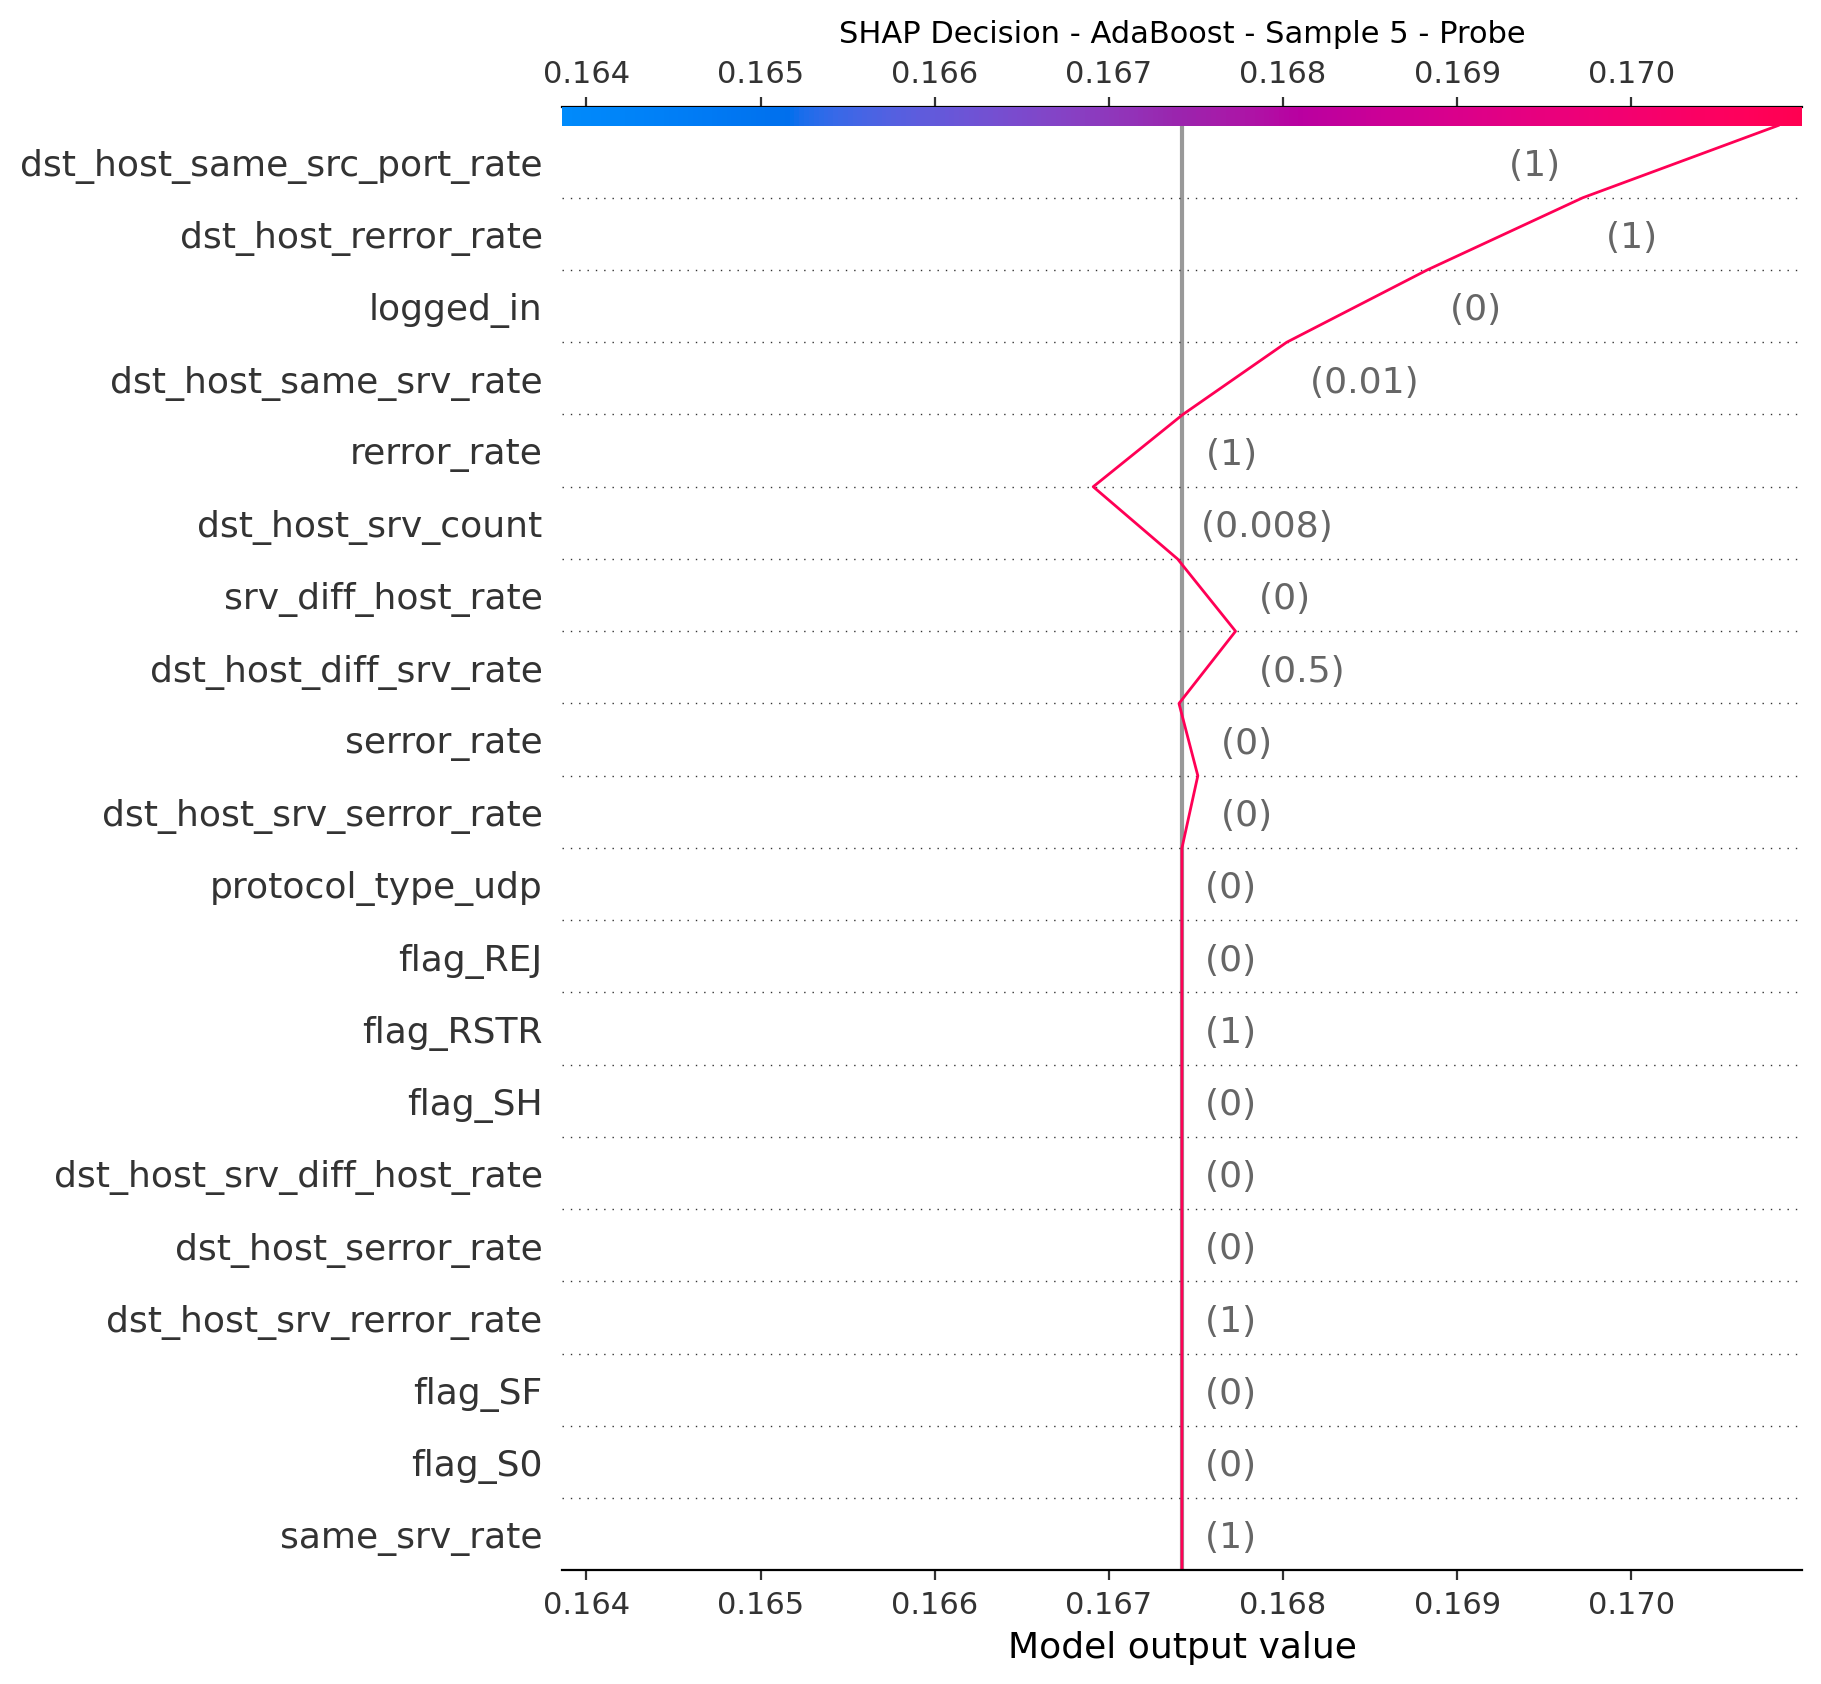 SHAP Decision - AdaBoost - Sample 5 - Probe
0.164 0.165 0.166 0.167 0.168 0.169 0.170
dst_host_same_src_port_rate (1)
dst_host_rerror_rate (1)
logged_in (0)
dst_host_same_srv_rate (0.01)
rerror_rate (1)
dst_host_srv_count (0.008)
srv_diff_host_rate (0)
dst_host_diff_srv_rate (0.5)
serror_rate (0)
dst_host_srv_serror_rate (0)
protocol_type_udp (0)
flag_REJ (0)
flag_RSTR (1)
flag_SH (0)
dst_host_srv_diff_host_rate (0)
dst_host_serror_rate (0)
dst_host_srv_rerror_rate (1)
flag_SF (0)
flag_S0 (0)
same_srv_rate (1)
0.164 0.165 0.166 0.167 0.168 0.169 0.170
Model output value